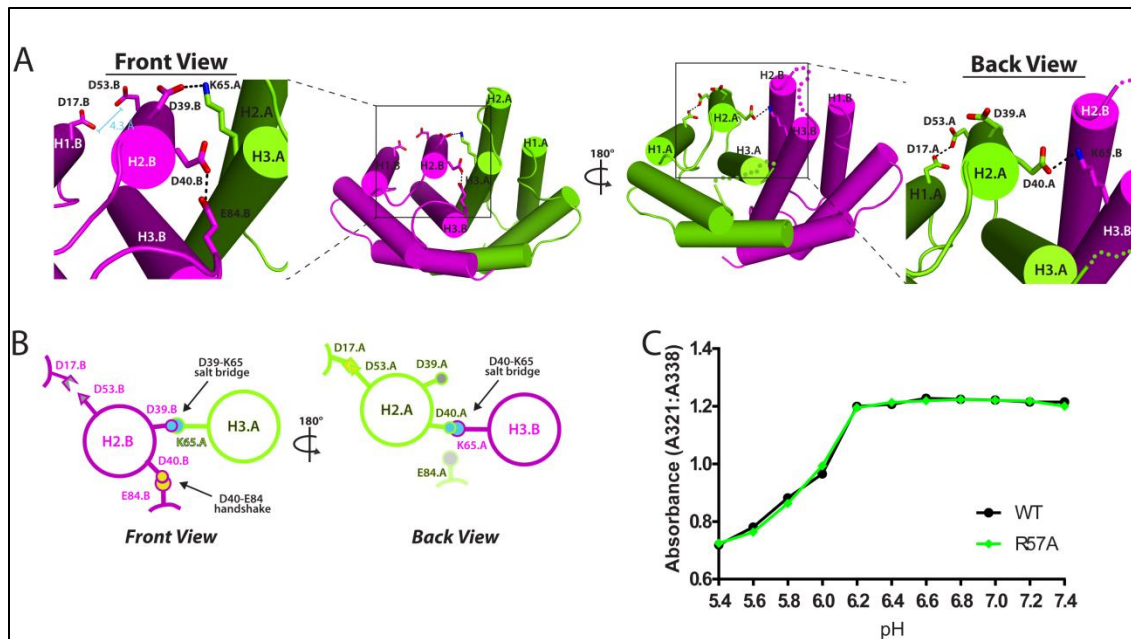 A
Front View
D53.B
K65.A
D17.B
D39.B
4.3 Å
H2.A
H1.B
H2.B
H3.A
D40.B
E84.B
H3.B
H2.A
H1.B
H2.B
H1.A
H3.A
H3.B
180°
H2.B
H1.B
H2.A
H3.B
H1.A
H3.A
Back View
D39.A
D53.A
H2.B
D17.A
K65.B
H2.A
D40.A
H1.A
H3.B
H3.A
B
D17.B
D53.B
D39-K65
salt bridge
D39.B
H2.B
K65.A
H3.A
D40.B
E84.B
D40-E84
handshake
Front View
180°
D17.A
D53.A
D39.A
D40-K65
salt bridge
H2.A
D40.A
H3.B
K65.A
E84.A
Back View
C
Absorbance (A321:A338)
1.4
1.2
1.0
0.8
0.6
WT
R57A
5.4 5.6 5.8 6.0 6.2 6.4 6.6 6.8 7.0 7.2 7.4
pH